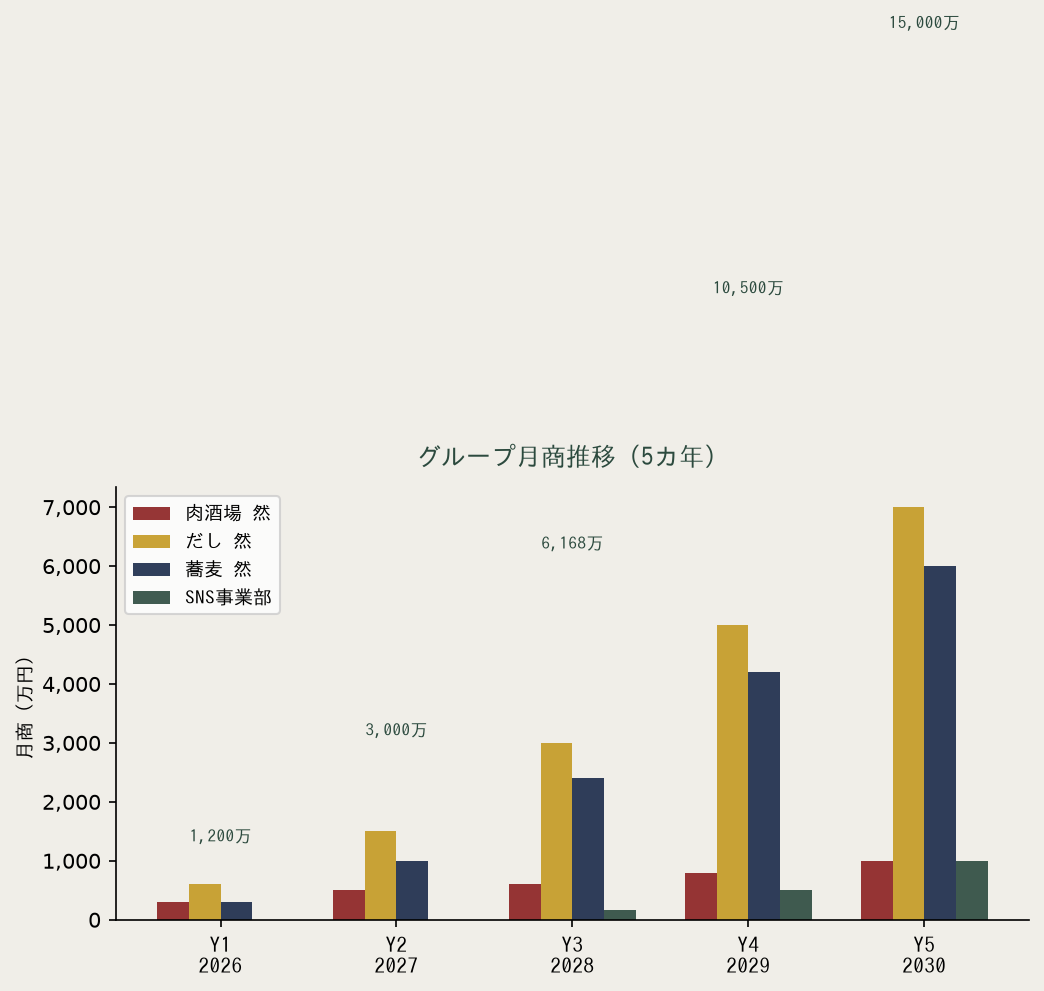 15,000万
10,500万
グループ月商推移（5カ年）
7,000
6,000
5,000
4,000
3,000
2,000
1,000
0
月商（万円）
肉酒場 然
だし 然
蕎麦 然
SNS事業部
6,168万
3,000万
1,200万
Y1
2026
Y2
2027
Y3
2028
Y4
2029
Y5
2030